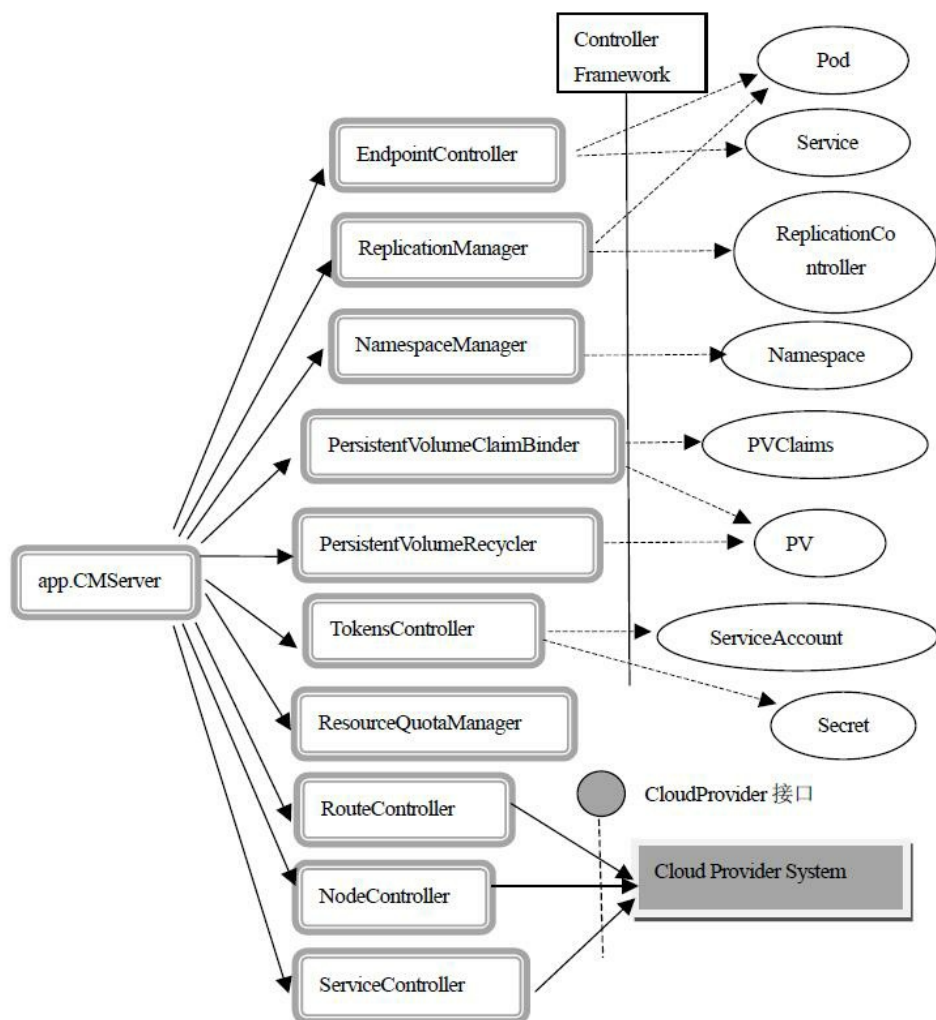 Controller
Framework
Pod
EndpointController
Service
ReplicationManager
ReplicationCo
ntroller
NamespaceManager
Namespace
PersistentVolumeClaimBinder
PVClaims
PersistentVolumeRecycler
PV
app.CMServer
TokensController
ServiceAccount
ResourceQuotaManager
Secret
RouteController
CloudProvider 接口
NodeController
Cloud Provider System
ServiceController